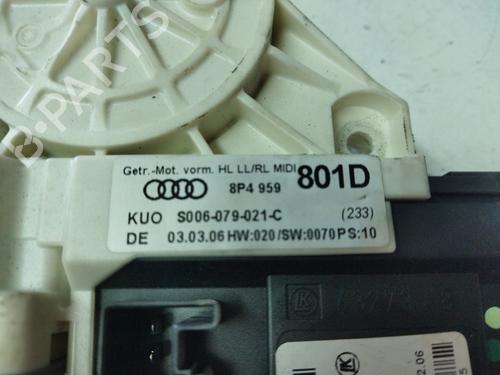 B-PARTS
Getr.-Mot. vorm. HL LL/RL MIDI
8P4 959 801D
KUO S006-079-021-C (233)
DE 03.03.06 HW:020/SW:0070 PS:10